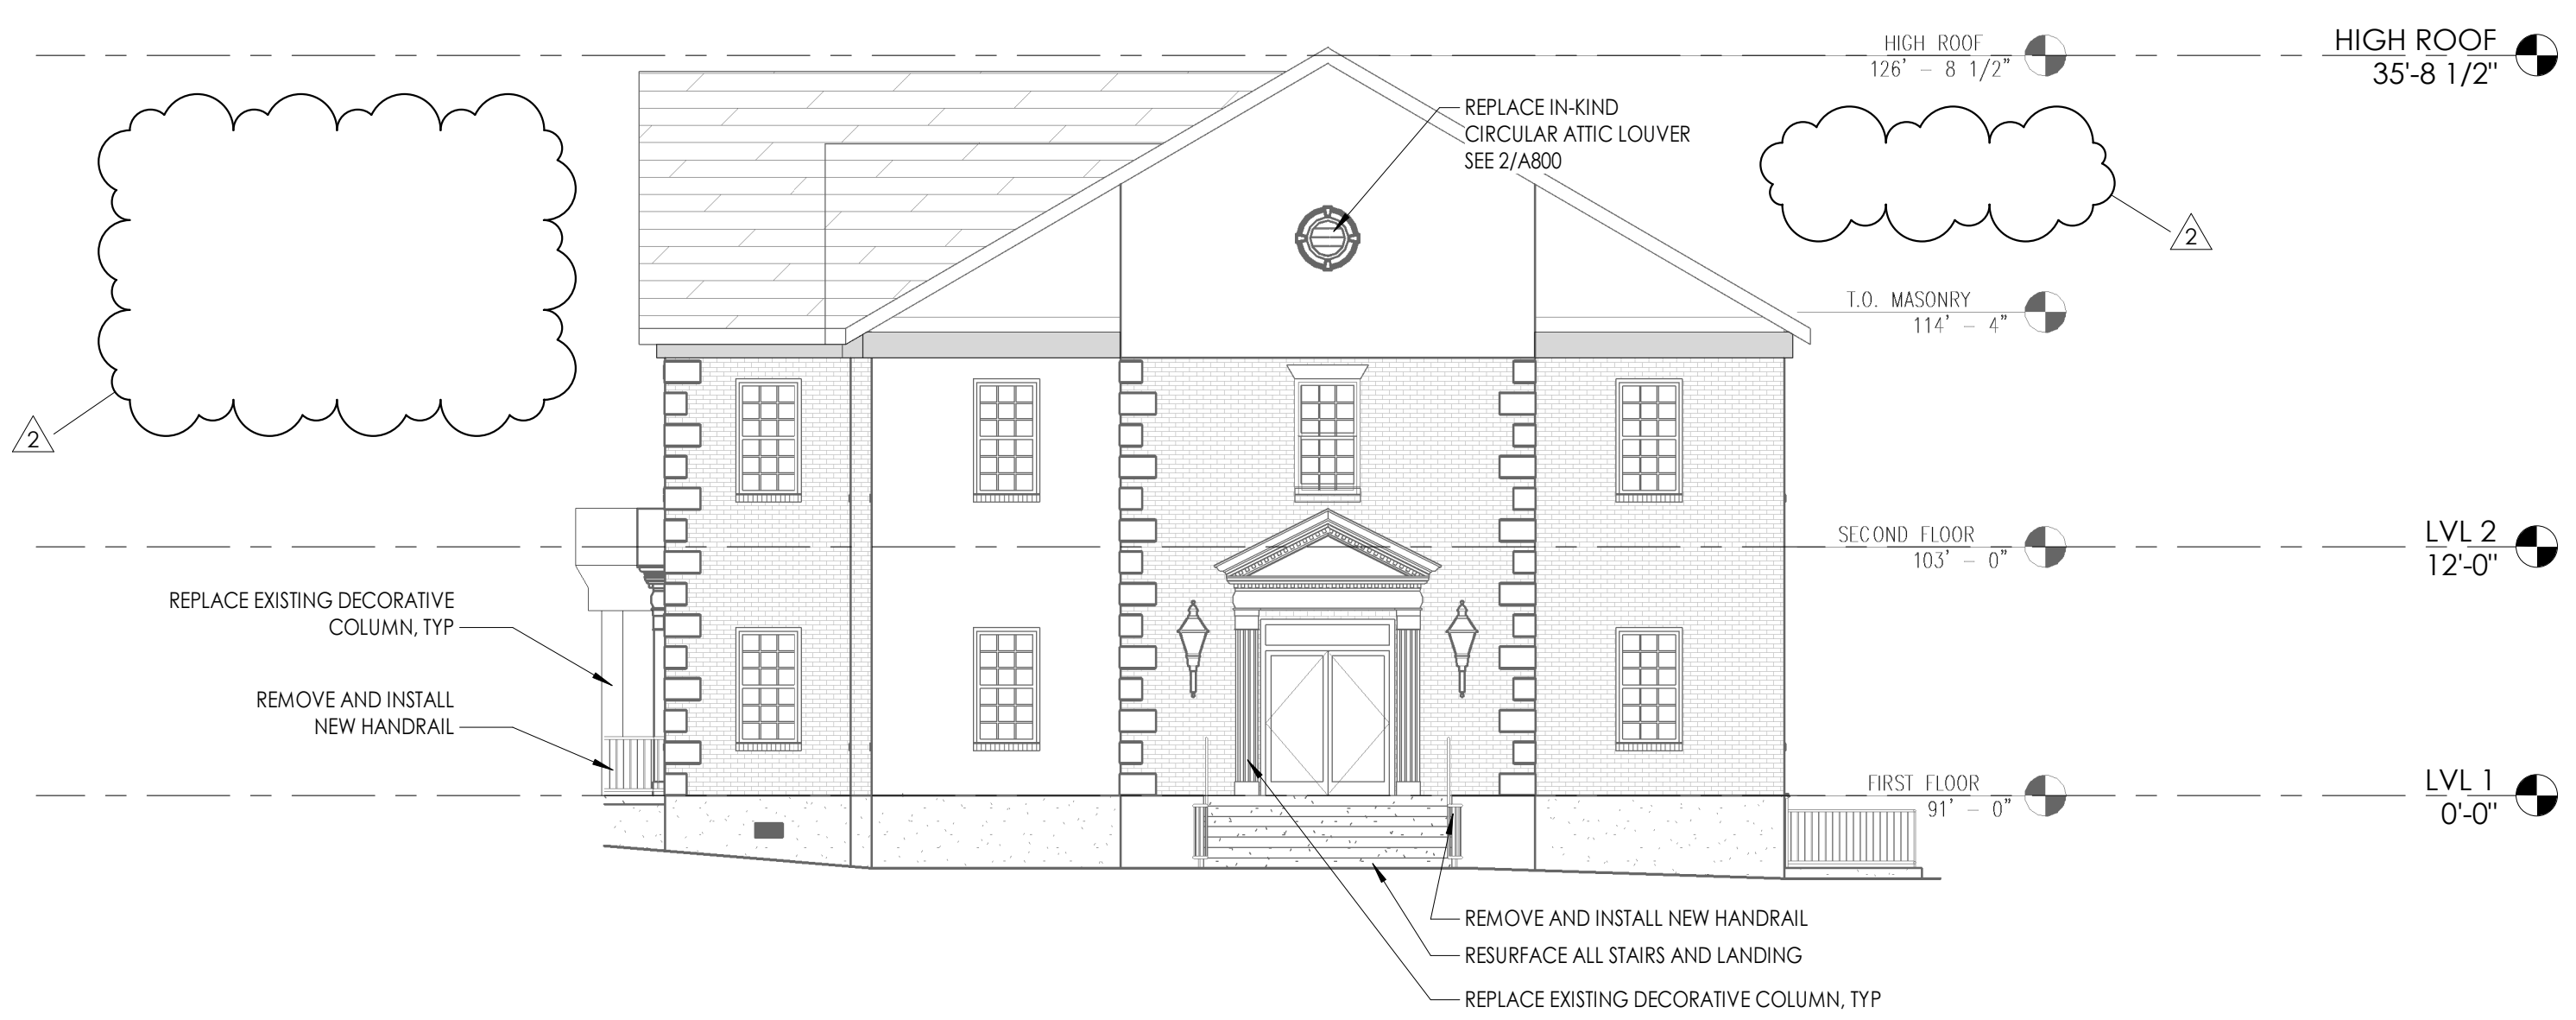 HIGH ROOF
126' - 8 1/2"
HIGH ROOF
35'-8 1/2"
REPLACE IN-KIND
CIRCULAR ATTIC LOUVER
SEE 2/A800
2
2
T.O. MASONRY
114' - 4"
SECOND FLOOR
103' - 0"
LVL 2
12'-0"
REPLACE EXISTING DECORATIVE
COLUMN, TYP
REMOVE AND INSTALL
NEW HANDRAIL
FIRST FLOOR
91' - 0"
LVL 1
0'-0"
REMOVE AND INSTALL NEW HANDRAIL
RESURFACE ALL STAIRS AND LANDING
REPLACE EXISTING DECORATIVE COLUMN, TYP